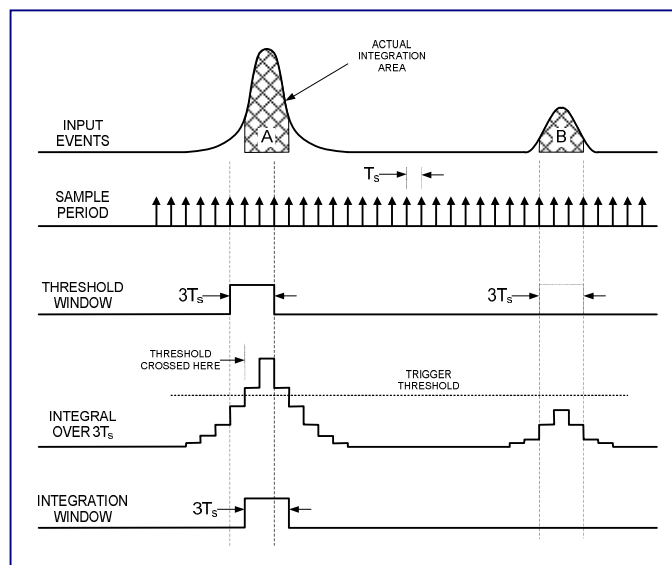 ACTUAL
INTEGRATION
AREA
INPUT
EVENTS
A
B
Ts
SAMPLE
PERIOD
THRESHOLD
WINDOW
3Ts
3Ts
THRESHOLD
CROSSED HERE
TRIGGER
THRESHOLD
INTEGRAL
OVER 3Ts
INTEGRATION
WINDOW
3Ts